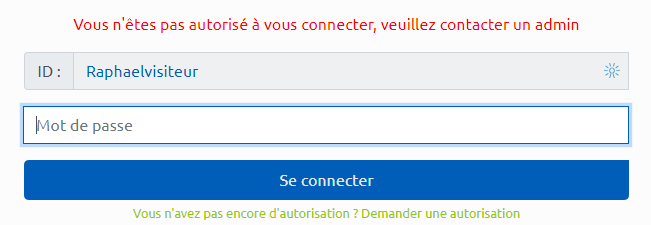 Vous n'êtes pas autorisé à vous connecter, veuillez contacter un admin
ID : Raphaelvisiteur
Mot de passe
Se connecter
Vous n'avez pas encore d'autorisation ? Demander une autorisation